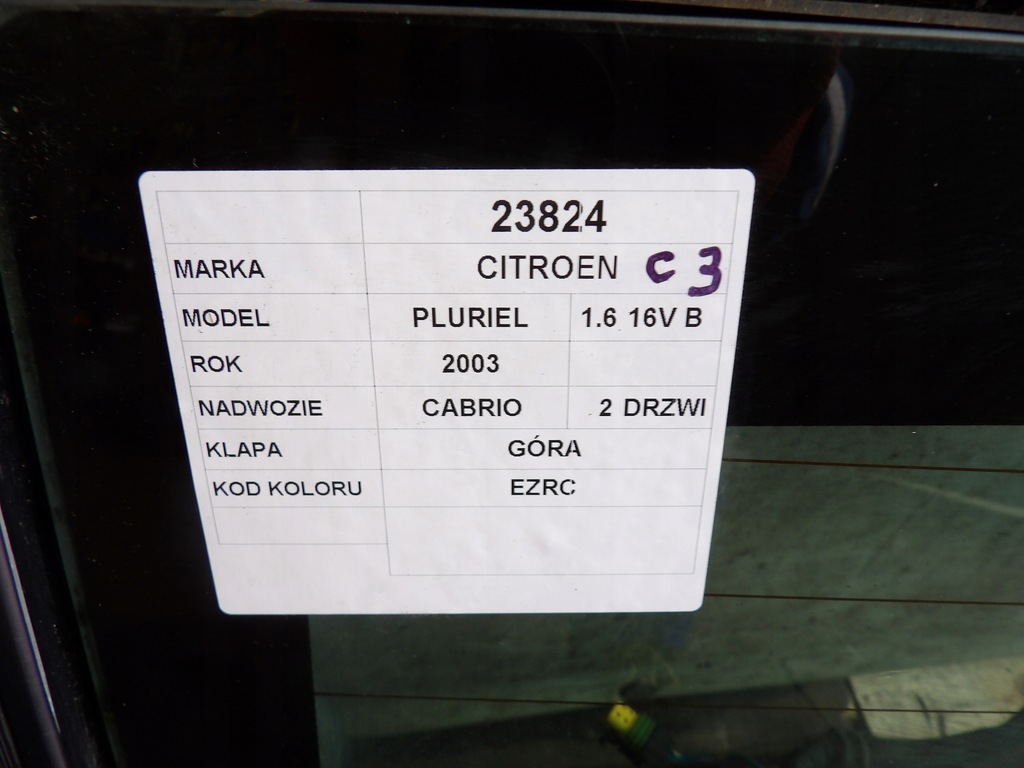 23824
MARKA CITROEN C3
MODEL PLURIEL 1.6 16V B
ROK 2003
NADWOZIE CABRIO 2 DRZWI
KLAPA GÓRA
KOD KOLORU EZRC